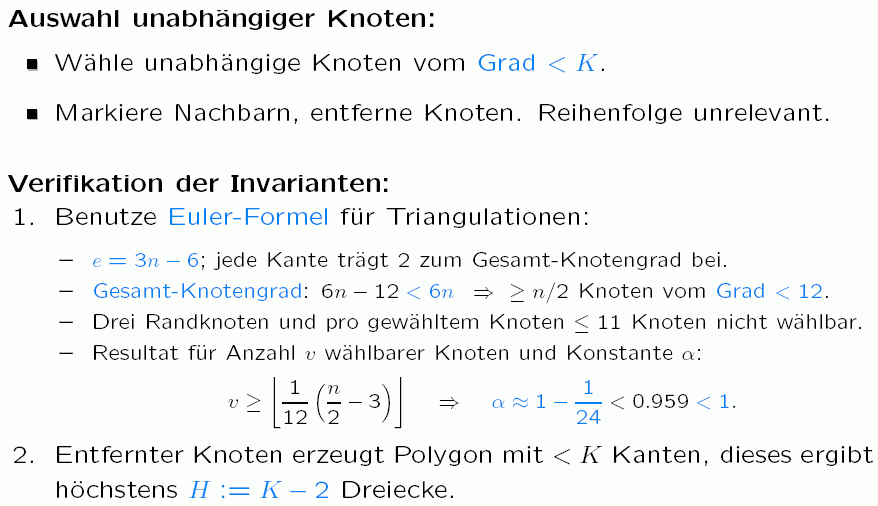 Auswahl unabhängiger Knoten:
■ Wähle unabhängige Knoten vom Grad < K.
■ Markiere Nachbarn, entferne Knoten. Reihenfolge unrelevant.
Verifikation der Invarianten:
1. Benutze Euler-Formel für Triangulationen:
– e = 3n − 6; jede Kante trägt 2 zum Gesamt-Knotengrad bei.
– Gesamt-Knotengrad: 6n − 12 < 6n ⇒ ≥ n/2 Knoten vom Grad < 12.
– Drei Randknoten und pro gewähltem Knoten ≤ 11 Knoten nicht wählbar.
– Resultat für Anzahl v wählbarer Knoten und Konstante α:
v ≥ ⌊1/12 (n/2 − 3)⌋ ⇒ α ≈ 1 − 1/24 < 0.959 < 1.
2. Entfernter Knoten erzeugt Polygon mit < K Kanten, dieses ergibt
höchstens H := K − 2 Dreiecke.